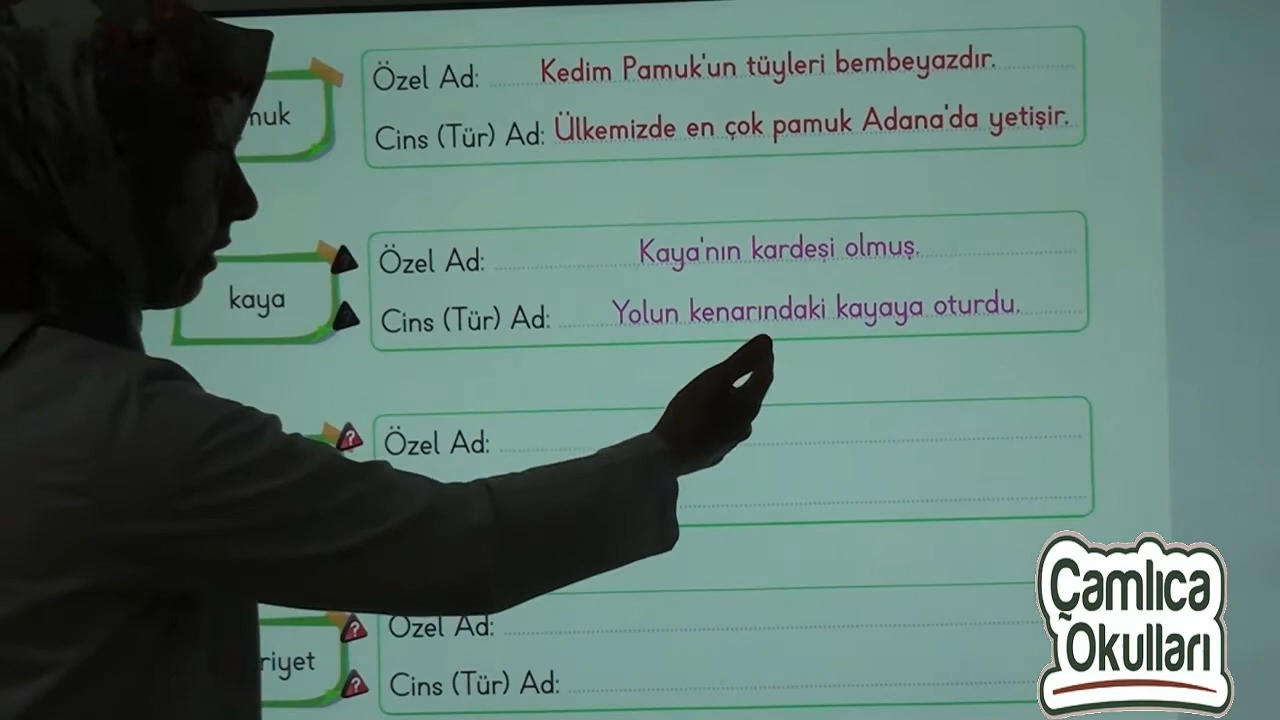 Özel Ad: Kedim Pamuk'un tüyleri bembeyazdır.
Cins (Tür) Ad: Ülkemizde en çok pamuk Adana'da yetişir.
kaya
Özel Ad: Kaya'nın kardeşi olmuş.
Cins (Tür) Ad: Yolun kenarındaki kayaya oturdu.
?
Özel Ad:
?
riyet
Özel Ad:
?
Cins (Tür) Ad:
Çamlıca
Okulları